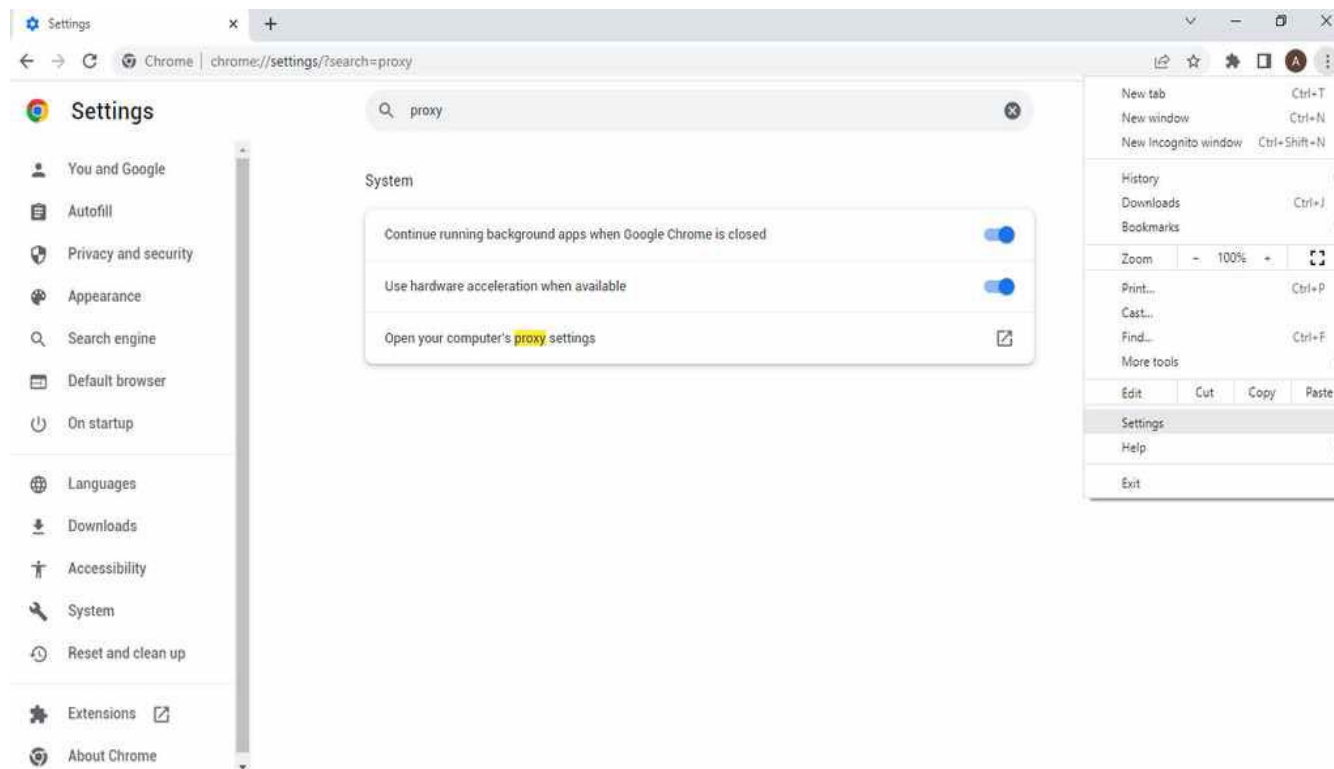 Settings
Chrome | chrome://settings/?search=proxy
A
Settings
proxy
You and Google
Autofill
Privacy and security
Appearance
Search engine
Default browser
On startup
Languages
Downloads
Accessibility
System
Reset and clean up
Extensions
About Chrome
System
Continue running background apps when Google Chrome is closed
Use hardware acceleration when available
Open your computer's proxy settings
New tab Ctrl+T
New window Ctrl+N
New Incognito window Ctrl+Shift+N
History
Downloads Ctrl+J
Bookmarks
Zoom - 100% +
Print... Ctrl+P
Cast...
Find... Ctrl+F
More tools
Edit Cut Copy Paste
Settings
Help
Exit